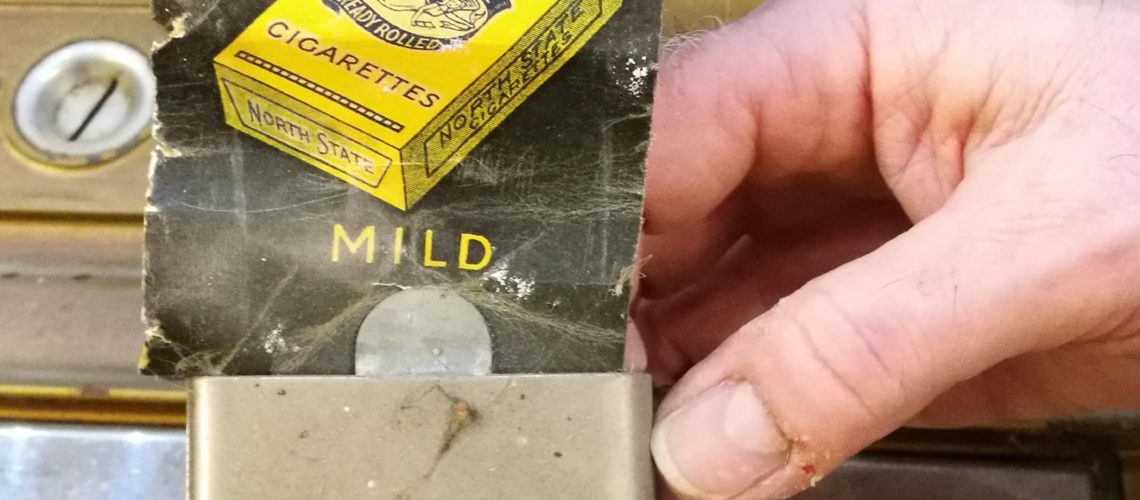 READY ROLLED
CIGARETTES
NORTH STATE
NORTH STATE
CIGARETTES
MILD